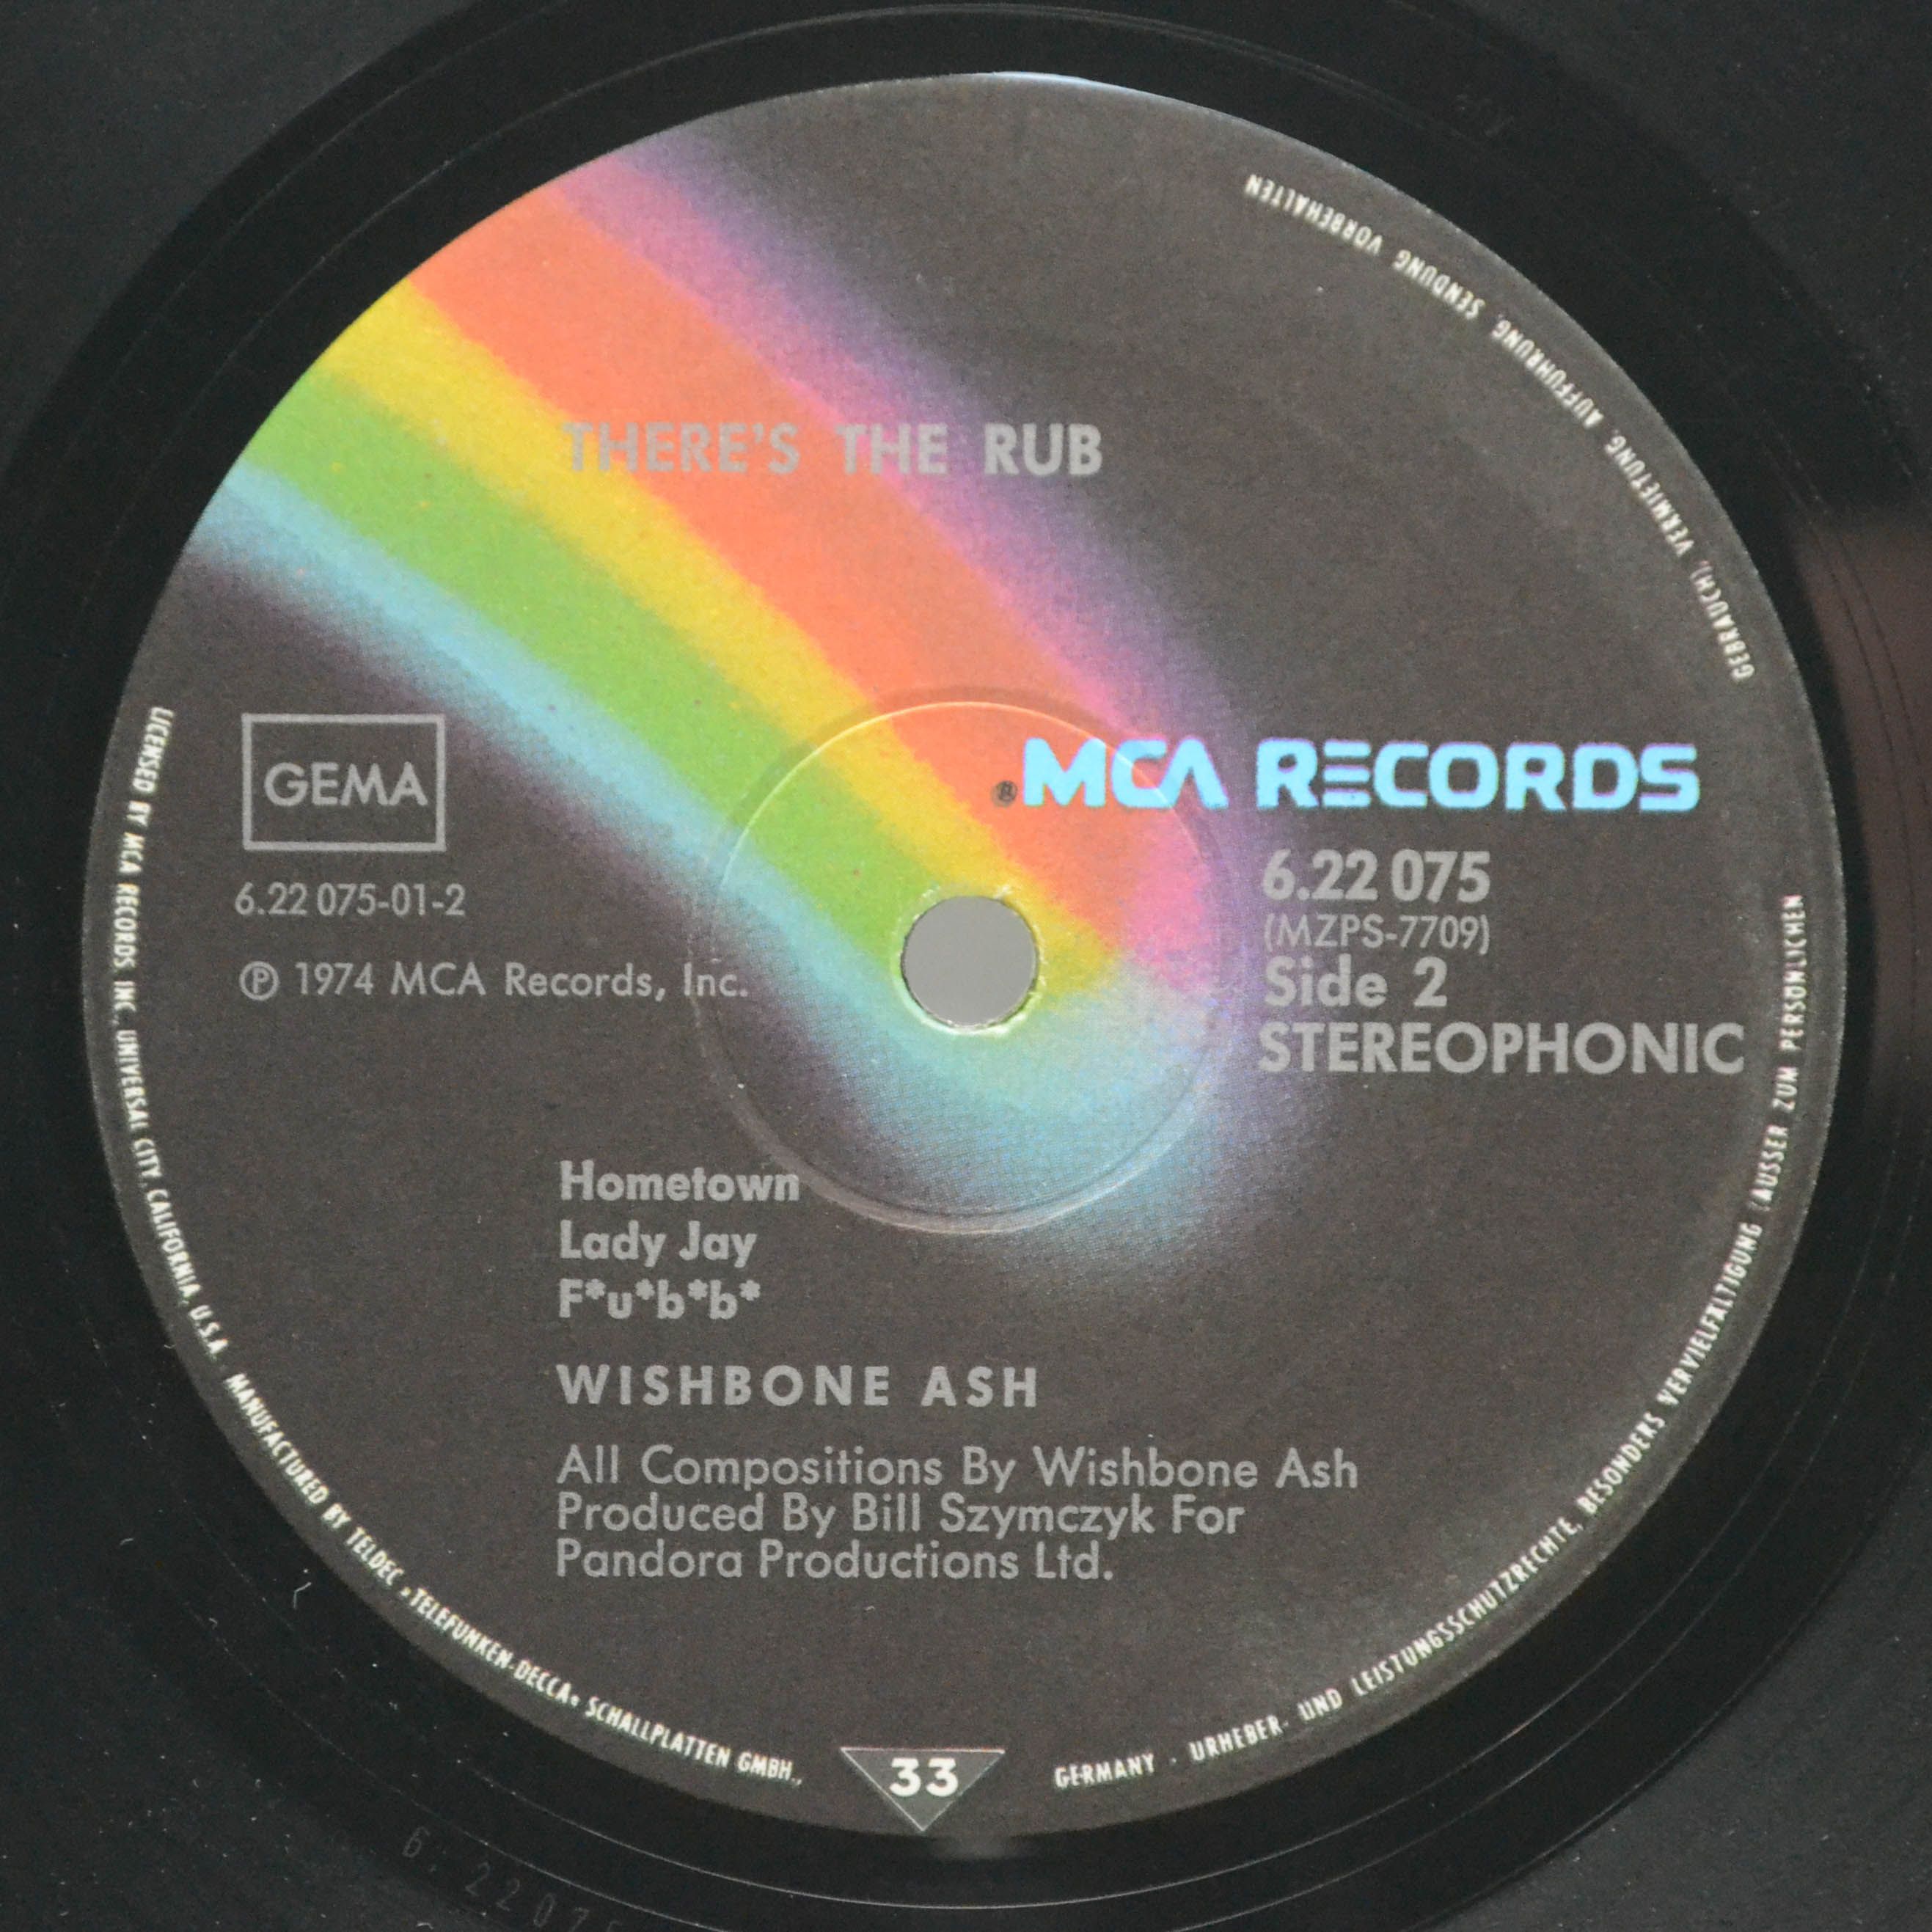 THERE'S THE RUB
® MCA RECORDS
GEMA
6.22 075-01-2
℗ 1974 MCA Records, Inc.
6.22 075
(MZPS-7709)
Side 2
STEREOPHONIC
Hometown
Lady Jay
F*u*b*b*
WISHBONE ASH
All Compositions By Wishbone Ash
Produced By Bill Szymczyk For
Pandora Productions Ltd.
33
LICENSED BY MCA RECORDS INC. UNIVERSAL CITY, CALIFORNIA, U.S.A. MANUFACTURED BY TELDEC »TELEFUNKEN-DECCA« SCHALLPLATTEN GMBH., GERMANY · URHEBER- UND LEISTUNGSSCHUTZRECHTE, BESONDERS VERVIELFÄLTIGUNG (AUSSER ZUM PERSÖNLICHEN GEBRAUCH), VERMIETUNG, AUFFÜHRUNG, SENDUNG VORBEHALTEN
6.22075